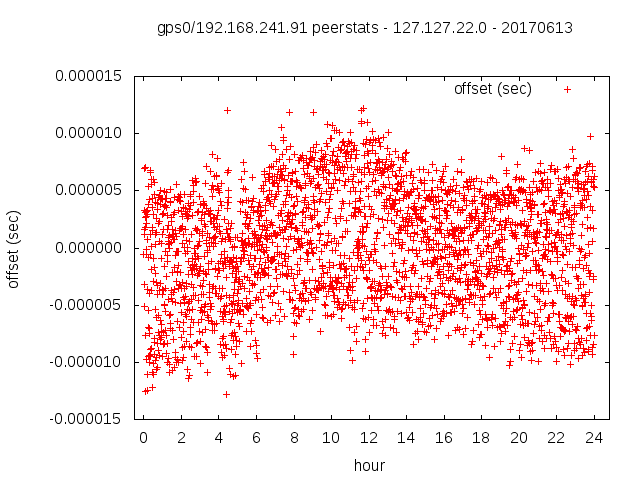 gps0/192.168.241.91 peerstats - 127.127.22.0 - 20170613
offset (sec)
0.000015
0.000010
0.000005
0.000000
-0.000005
-0.000010
-0.000015
offset (sec)
0 2 4 6 8 10 12 14 16 18 20 22 24
hour